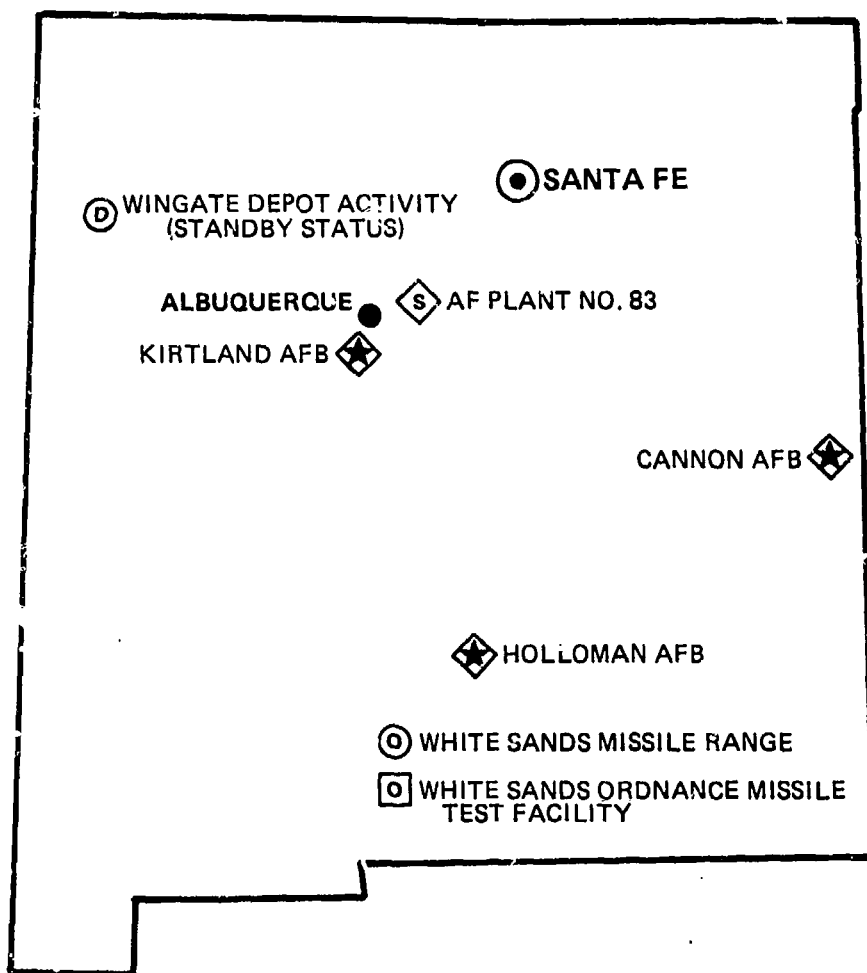 SANTA FE
D WINGATE DEPOT ACTIVITY
(STANDBY STATUS)
ALBUQUERQUE
S AF PLANT NO. 83
KIRTLAND AFB
CANNON AFB
HOLLOMAN AFB
O WHITE SANDS MISSILE RANGE
O WHITE SANDS ORDNANCE MISSILE
TEST FACILITY